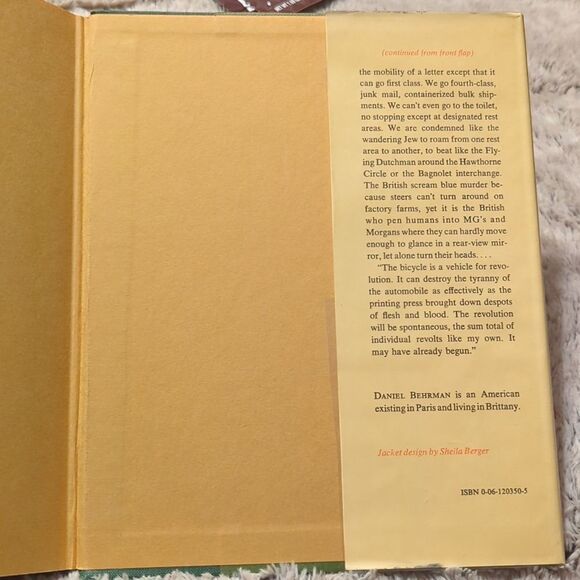 (continued from front flap)
the mobility of a letter except that it
can go first class. We go fourth-class,
junk mail, containerized bulk ship-
ments. We can't even go to the toilet,
no stopping except at designated rest
areas. We are condemned like the
wandering Jew to roam from one rest
area to another, to beat like the Fly-
ing Dutchman around the Hawthorne
Circle or the Bagnolet interchange.
The British scream blue murder be-
cause steers can't turn around on
factory farms, yet it is the British
who pen humans into MG's and
Morgans where they can hardly move
enough to glance in a rear-view mir-
ror, let alone turn their heads. . . .
"The bicycle is a vehicle for revo-
lution. It can destroy the tyranny of
the automobile as effectively as the
printing press brought down despots
of flesh and blood. The revolution
will be spontaneous, the sum total of
individual revolts like my own. It
may have already begun."
DANIEL BEHRMAN is an American
existing in Paris and living in Brittany.
Jacket design by Sheila Berger
ISBN 0-06-120350-5